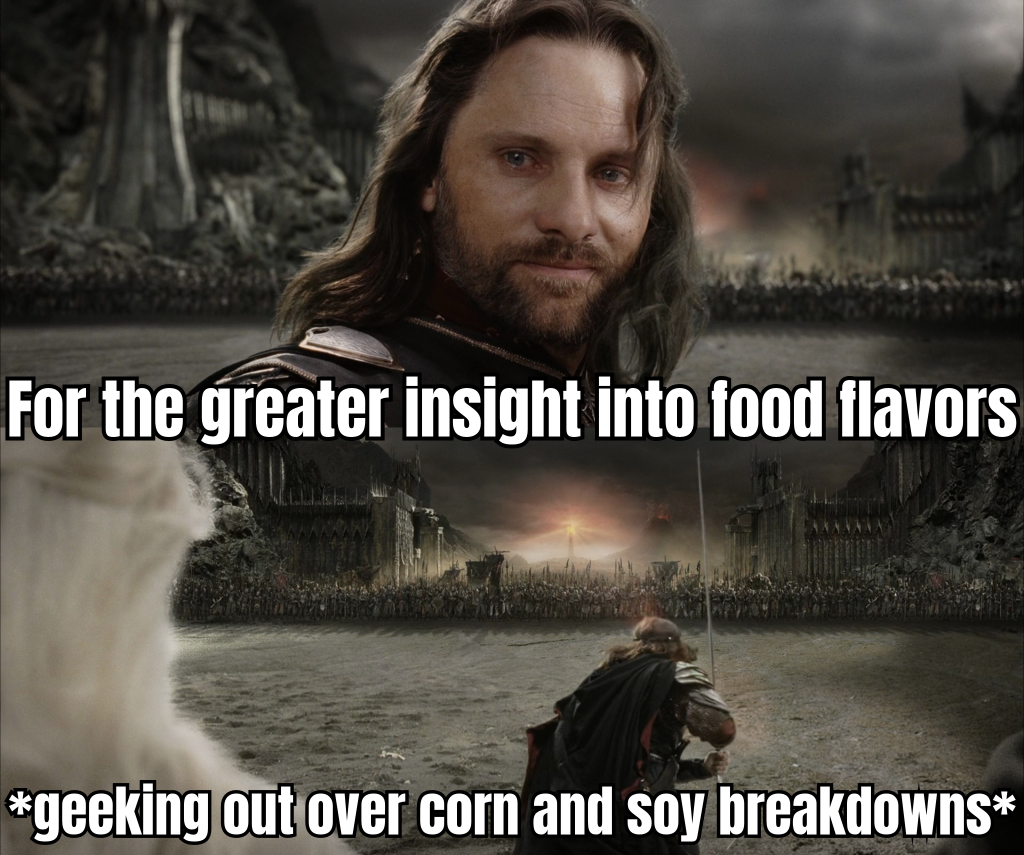 For the greater insight into food flavors
*geeking out over corn and soy breakdowns*